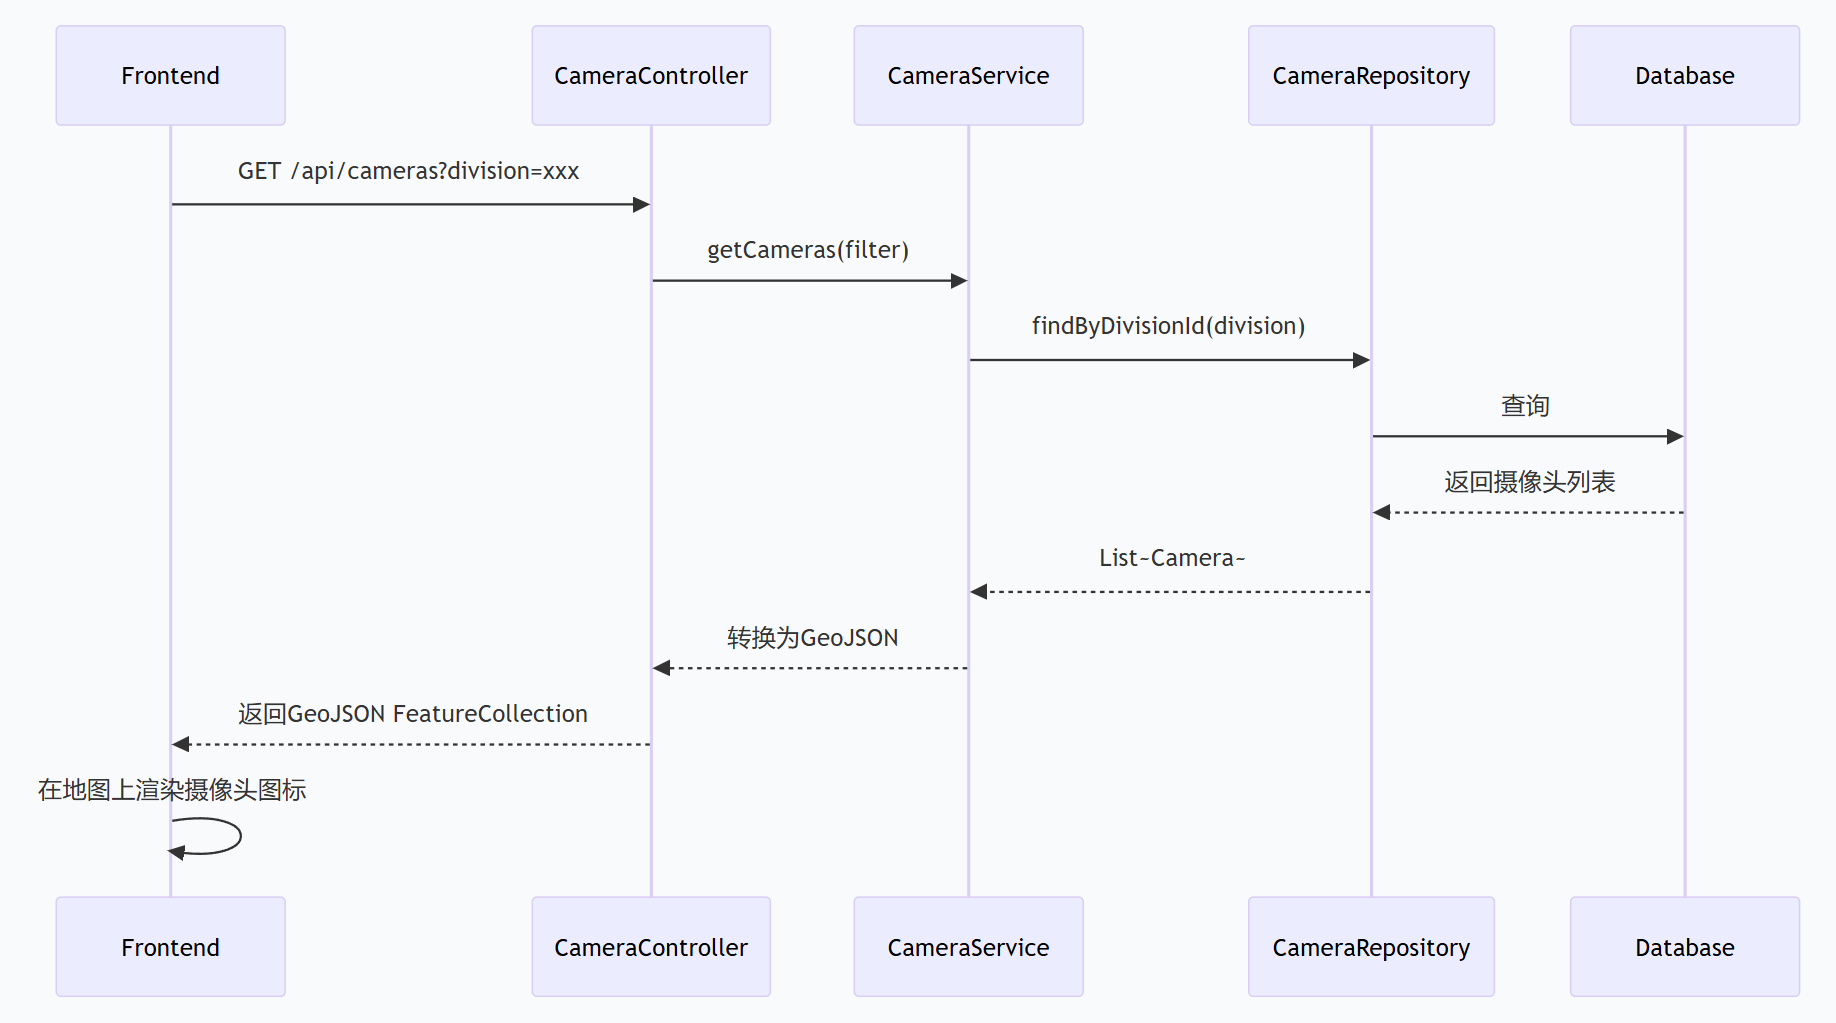 Frontend
CameraController
CameraService
CameraRepository
Database
GET /api/cameras?division=xxx
getCameras(filter)
findByDivisionId(division)
查询
返回摄像头列表
List~Camera~
转换为GeoJSON
返回GeoJSON FeatureCollection
在地图上渲染摄像头图标
Frontend
CameraController
CameraService
CameraRepository
Database